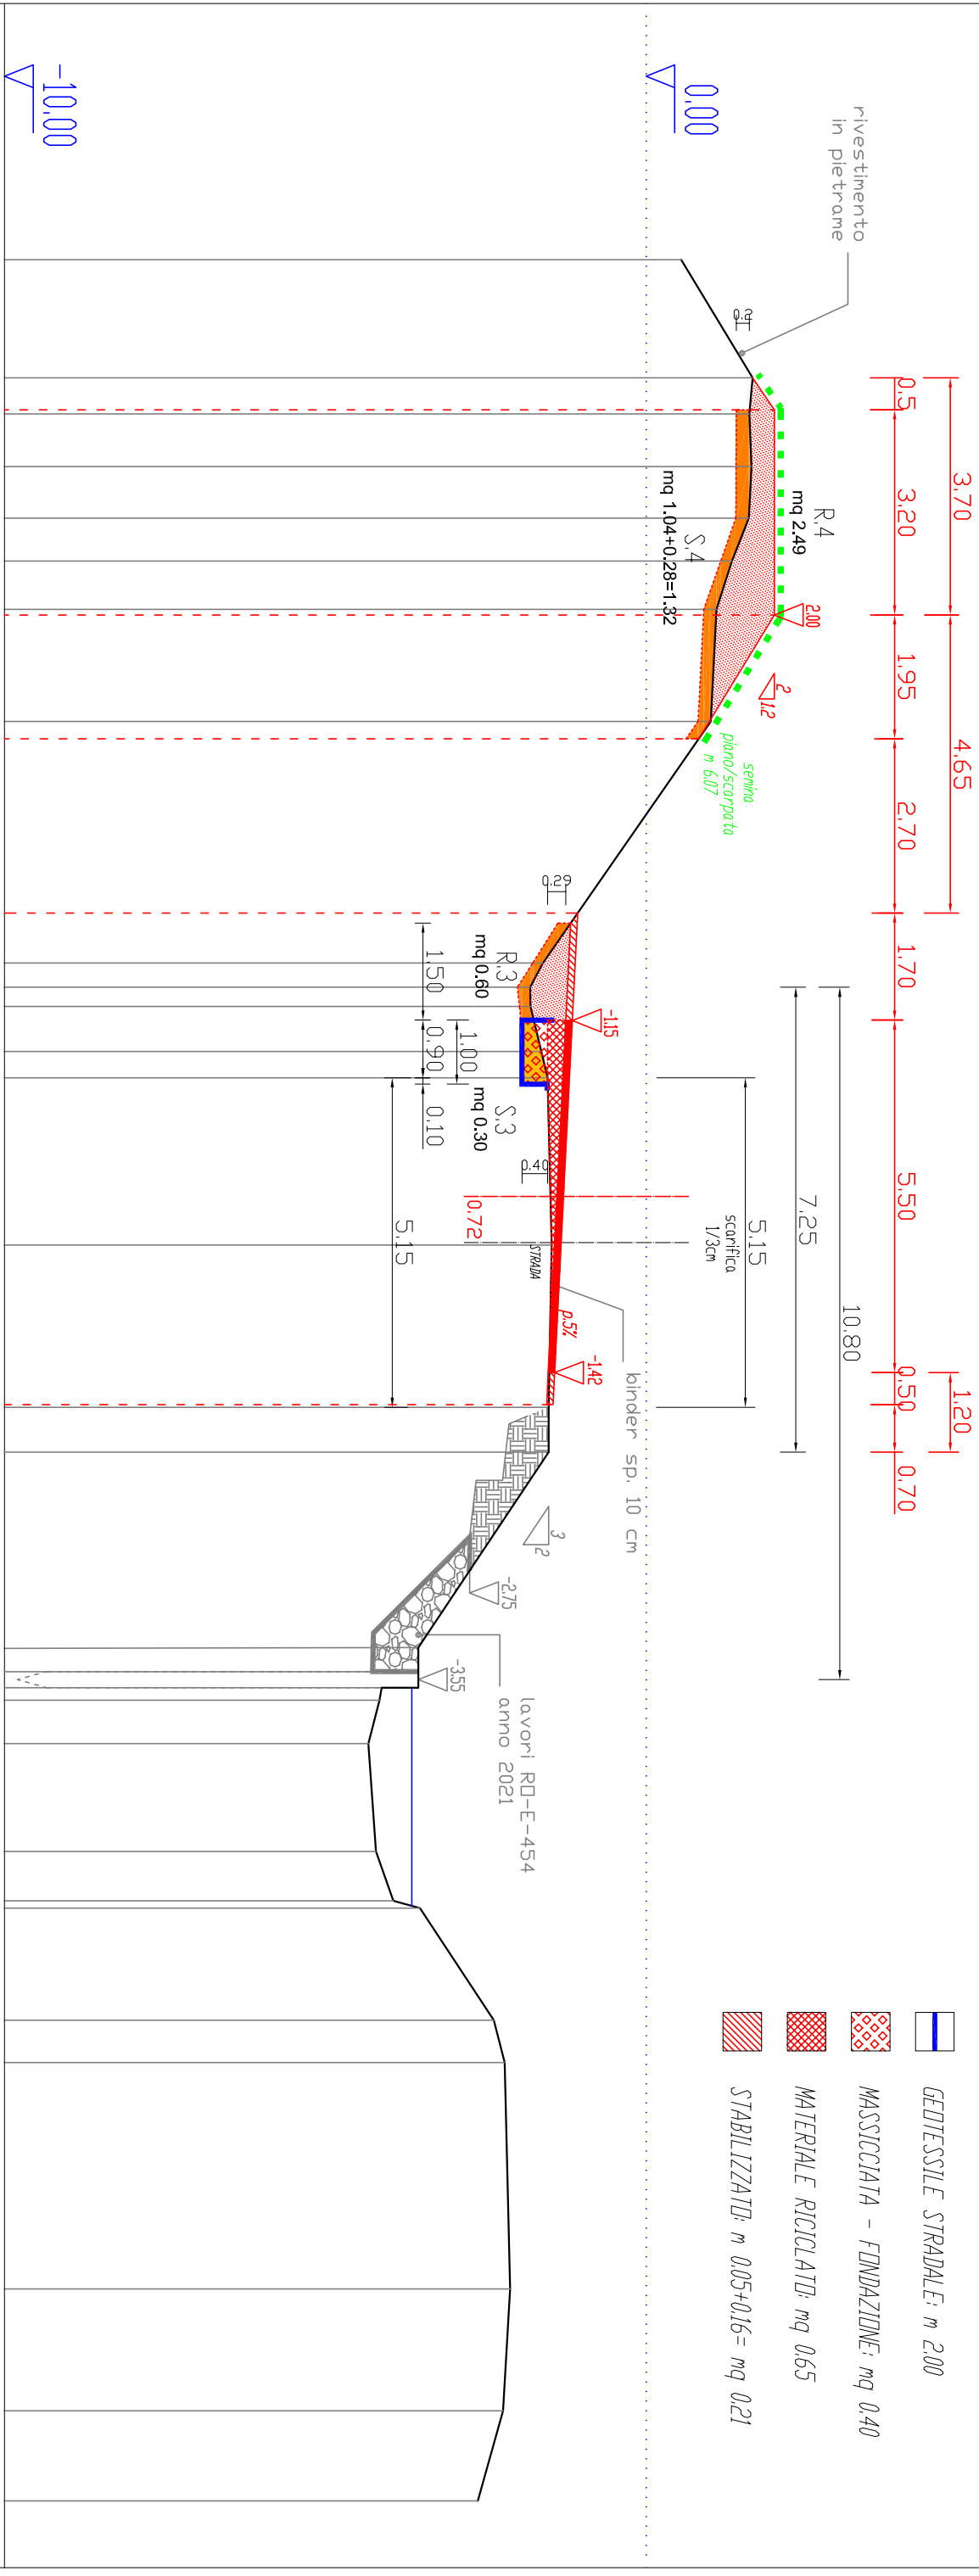 -10.00
0.00
rivestimento
in pietrame
0.2
0.5
3.70
3.20
R.4
mq 2.49
S.4
mq 1.04+0.28=1.32
2.00
2
1.2
1.95
4.65
2.70
semina
piano/scarpata
m 6.07
0.29
1.70
R.3
mq 0.60
1.50
-1.15
1.00
0.90
0.10
S.3
mq 0.30
0.40
0.72
5.15
5.15
scarifica
1/3cm
7.25
10.80
5.50
STRADA
p.5%
-1.42
binder sp. 10 cm
0.50
1.20
0.70
3
2
-2.75
-3.55
lavori RO-E-454
anno 2021
GEOTESSILE STRADALE: m 2.00
MASSICCIATA - FONDAZIONE: mq 0.40
MATERIALE RICICLATO: mq 0.65
STABILIZZATO: m 0.05+0.16= mq 0.21